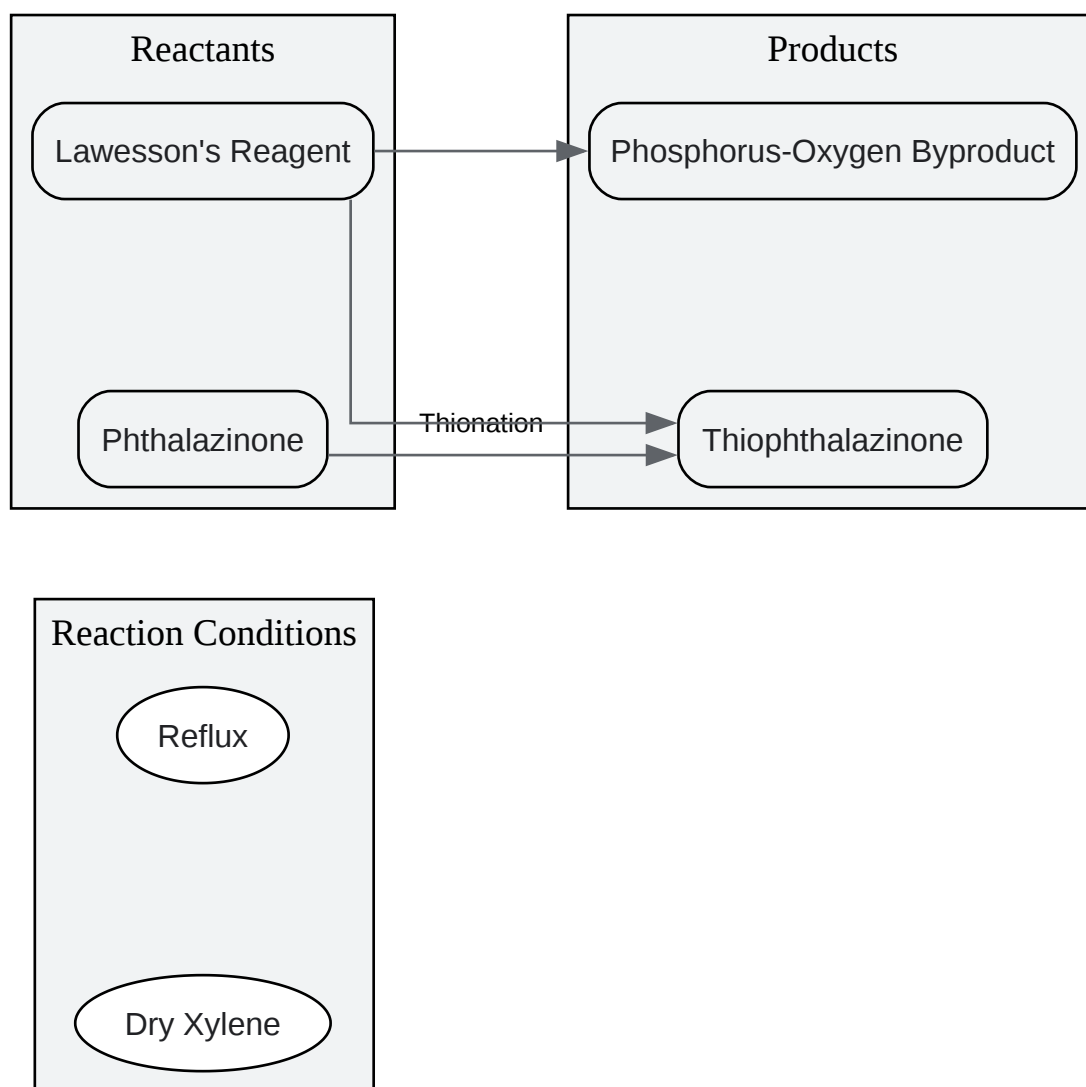 Reactants
Products
Lawesson's Reagent
Phosphorus-Oxygen Byproduct
Thionation
Phthalazinone
Thiophthalazinone
Reaction Conditions
Reflux
Dry Xylene